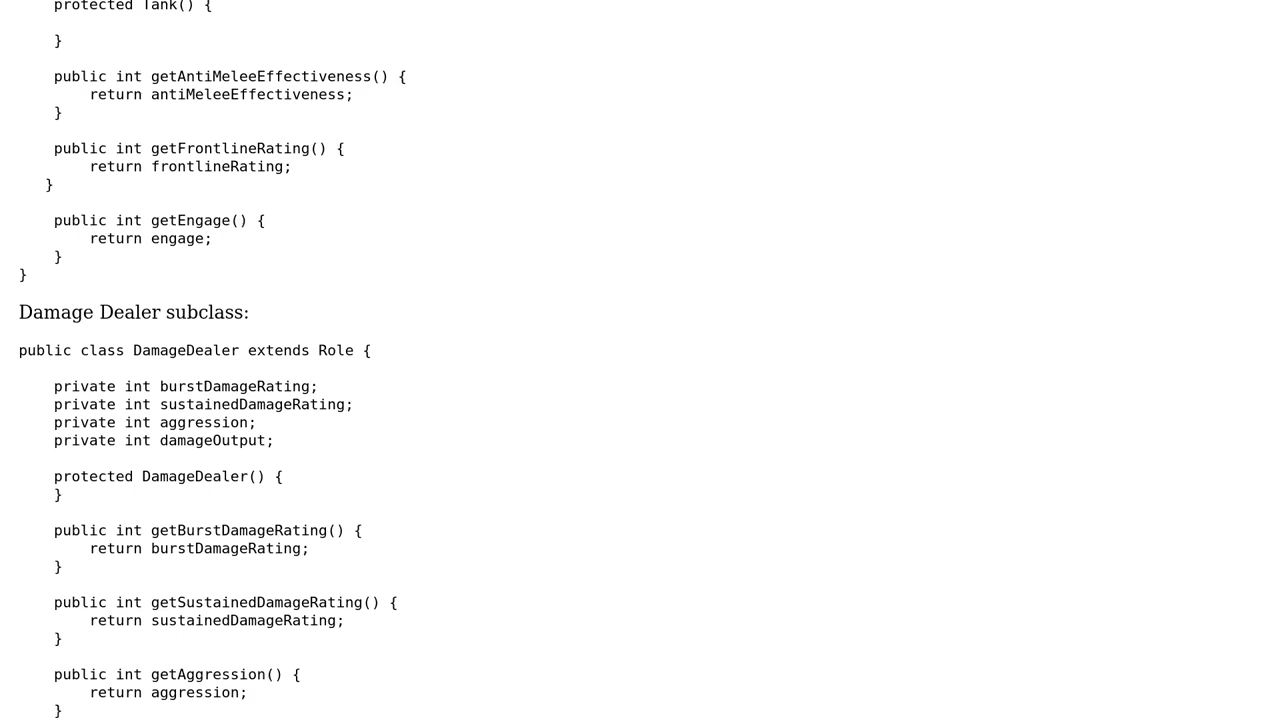 protected Tank() {

    }

    public int getAntiMeleeEffectiveness() {
        return antiMeleeEffectiveness;
    }

    public int getFrontlineRating() {
        return frontlineRating;
   }

    public int getEngage() {
        return engage;
    }
}
Damage Dealer subclass:
public class DamageDealer extends Role {

    private int burstDamageRating;
    private int sustainedDamageRating;
    private int aggression;
    private int damageOutput;

    protected DamageDealer() {
    }

    public int getBurstDamageRating() {
        return burstDamageRating;
    }

    public int getSustainedDamageRating() {
        return sustainedDamageRating;
    }

    public int getAggression() {
        return aggression;
    }